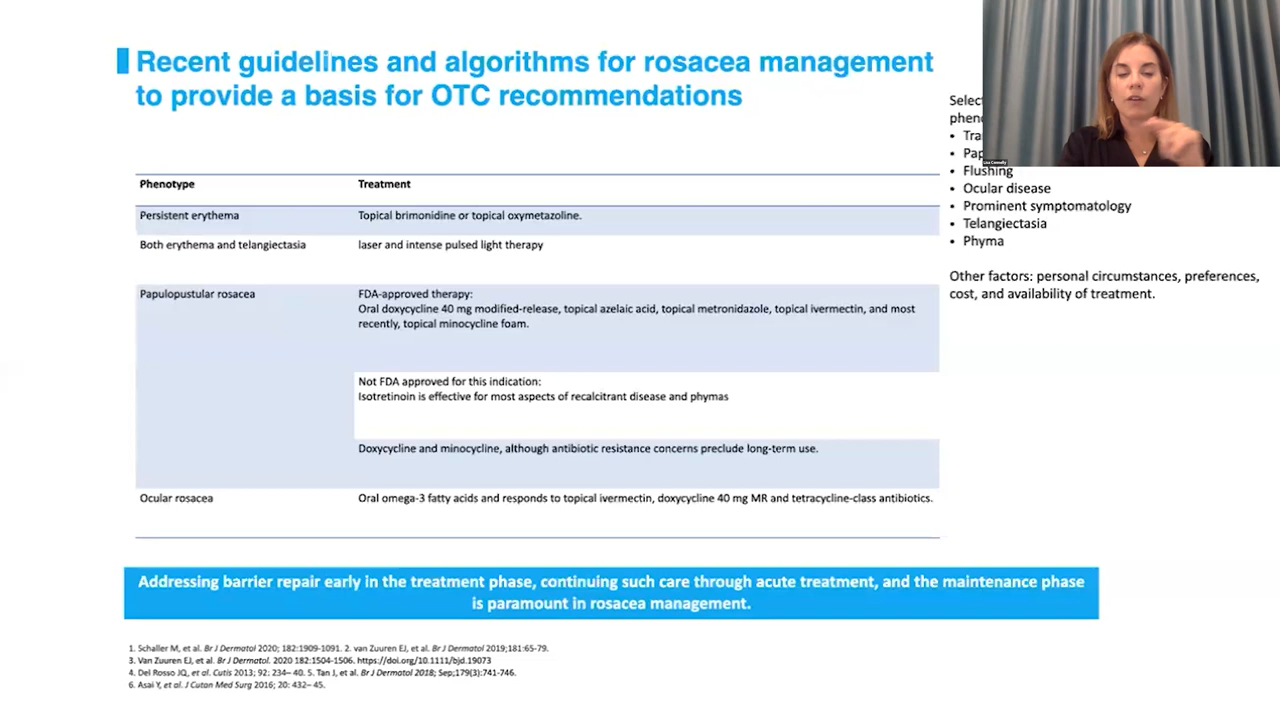 Recent guidelines and algorithms for rosacea management
to provide a basis for OTC recommendations
Phenotype Treatment
Persistent erythema Topical brimonidine or topical oxymetazoline.
Both erythema and telangiectasia laser and intense pulsed light therapy
Papulopustular rosacea FDA-approved therapy:
Oral doxycycline 40 mg modified-release, topical azelaic acid, topical metronidazole, topical ivermectin, and most
recently, topical minocycline foam.
Not FDA approved for this indication:
Isotretinoin is effective for most aspects of recalcitrant disease and phymas
Doxycycline and minocycline, although antibiotic resistance concerns preclude long-term use.
Ocular rosacea Oral omega-3 fatty acids and responds to topical ivermectin, doxycycline 40 mg MR and tetracycline-class antibiotics.
• Flushing
• Ocular disease
• Prominent symptomatology
• Telangiectasia
• Phyma
Other factors: personal circumstances, preferences,
cost, and availability of treatment.
Addressing barrier repair early in the treatment phase, continuing such care through acute treatment, and the maintenance phase
is paramount in rosacea management.
1. Schaller M, et al. Br J Dermatol 2020; 182:1909-1091. 2. van Zuuren EJ, et al. Br J Dermatol 2019;181:65-79.
3. Van Zuuren EJ, et al. Br J Dermatol. 2020 182:1504-1506. https://doi.org/10.1111/bjd.19073
4. Del Rosso JQ, et al. Cutis 2013; 92; 234– 40. 5. Tan J, et al. Br J Dermatol 2018; Sep;179(3):741-746.
6. Asai Y, et al. J Cutan Med Surg 2016; 20: 432– 45.